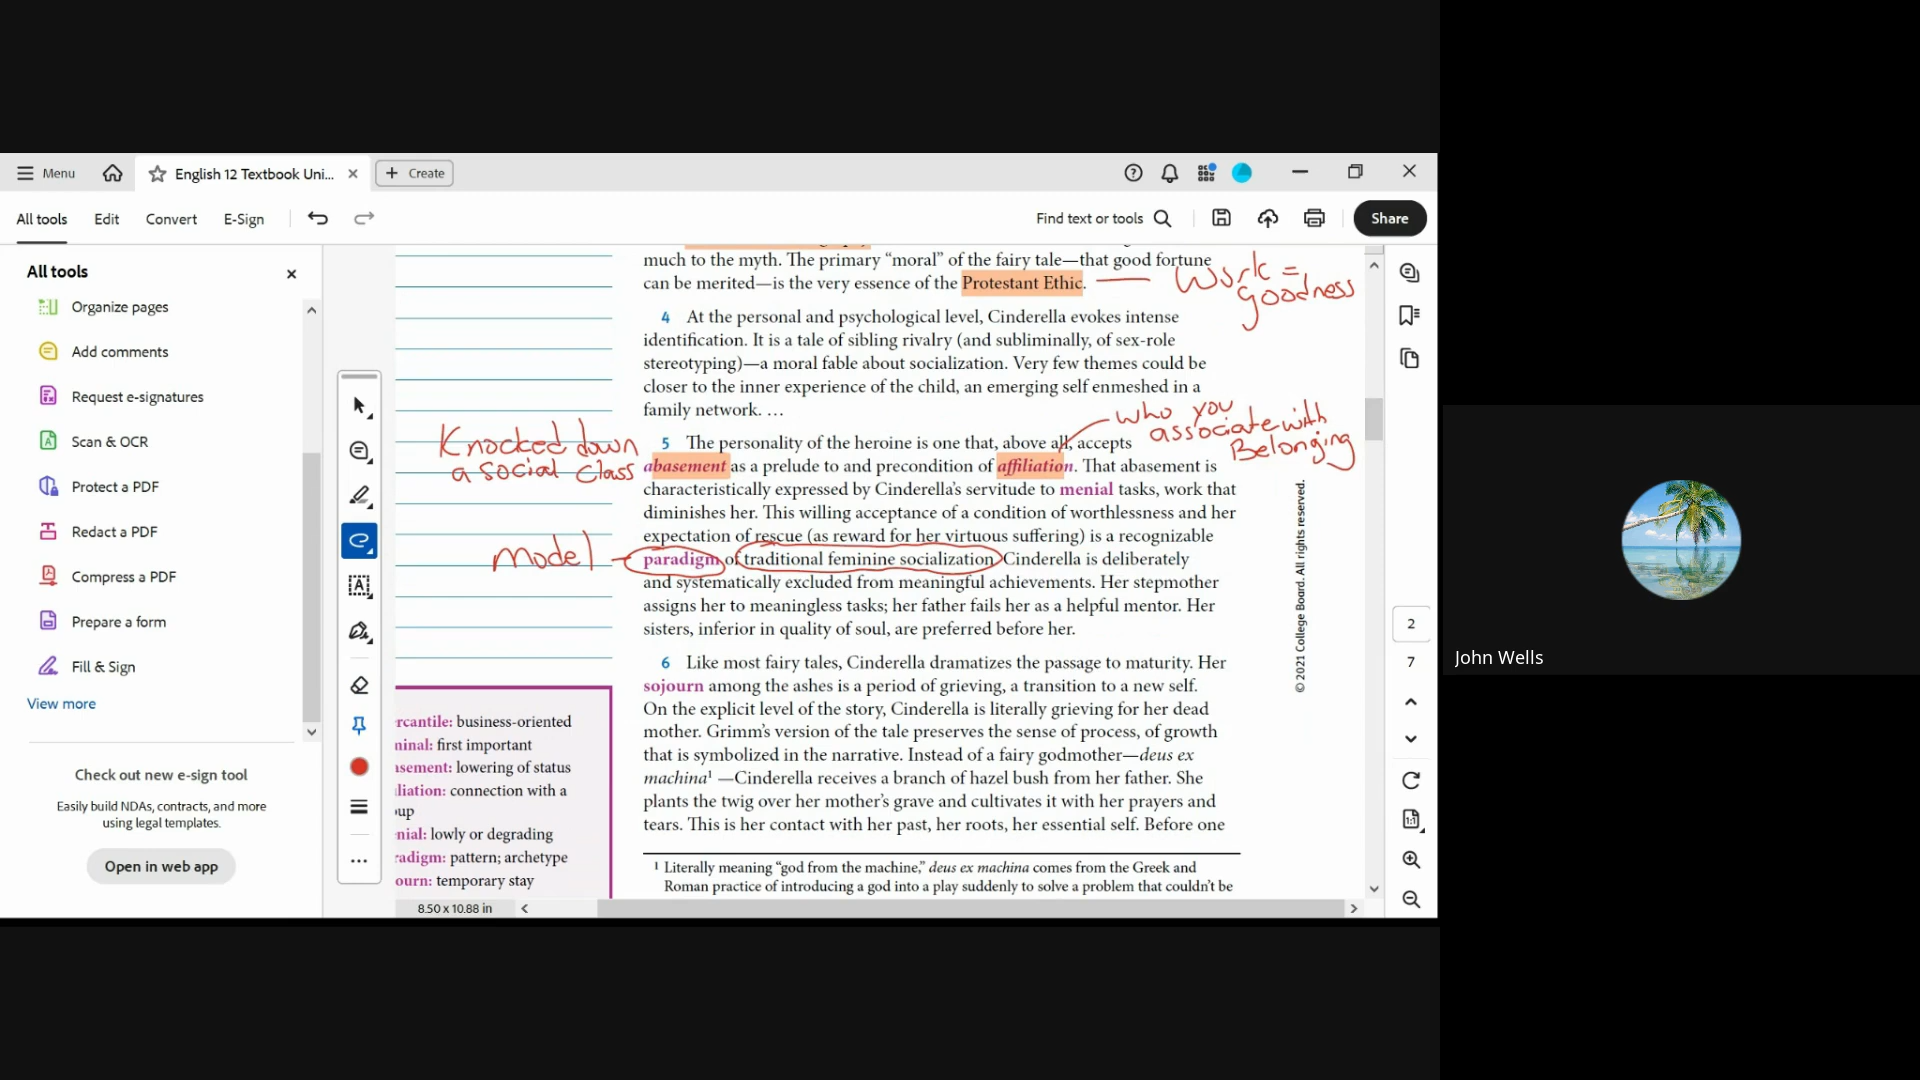 Menu
English 12 Textbook Uni...
Create
All tools
Edit
Convert
E-Sign
Find text or tools
Share
All tools
Organize pages
Add comments
Request e-signatures
Scan & OCR
Protect a PDF
Redact a PDF
Compress a PDF
Prepare a form
Fill & Sign
View more
Check out new e-sign tool
Easily build NDAs, contracts, and more
using legal templates.
Open in web app
much to the myth. The primary “moral” of the fairy tale—that good fortune
can be merited—is the very essence of the Protestant Ethic.
Work =
goodness
4 At the personal and psychological level, Cinderella evokes intense
identification. It is a tale of sibling rivalry (and subliminally, of sex-role
stereotyping)—a moral fable about socialization. Very few themes could be
closer to the inner experience of the child, an emerging self enmeshed in a
family network. …
who you
associate with
Belonging
Knocked down
a social class
5 The personality of the heroine is one that, above all, accepts
abasement as a prelude to and precondition of affiliation. That abasement is
characteristically expressed by Cinderella’s servitude to menial tasks, work that
diminishes her. This willing acceptance of a condition of worthlessness and her
expectation of rescue (as reward for her virtuous suffering) is a recognizable
model
paradigm of traditional feminine socialization Cinderella is deliberately
and systematically excluded from meaningful achievements. Her stepmother
assigns her to meaningless tasks; her father fails her as a helpful mentor. Her
sisters, inferior in quality of soul, are preferred before her.
6 Like most fairy tales, Cinderella dramatizes the passage to maturity. Her
sojourn among the ashes is a period of grieving, a transition to a new self.
On the explicit level of the story, Cinderella is literally grieving for her dead
mother. Grimm’s version of the tale preserves the sense of process, of growth
that is symbolized in the narrative. Instead of a fairy godmother—deus ex
machina¹ —Cinderella receives a branch of hazel bush from her father. She
plants the twig over her mother’s grave and cultivates it with her prayers and
tears. This is her contact with her past, her roots, her essential self. Before one
¹ Literally meaning “god from the machine,” deus ex machina comes from the Greek and
Roman practice of introducing a god into a play suddenly to solve a problem that couldn’t be
rcantile: business-oriented
ninal: first important
asement: lowering of status
iliation: connection with a
oup
nial: lowly or degrading
radigm: pattern; archetype
ourn: temporary stay
© 2021 College Board. All rights reserved.
8.50 x 10.88 in
2
7
1:1
John Wells